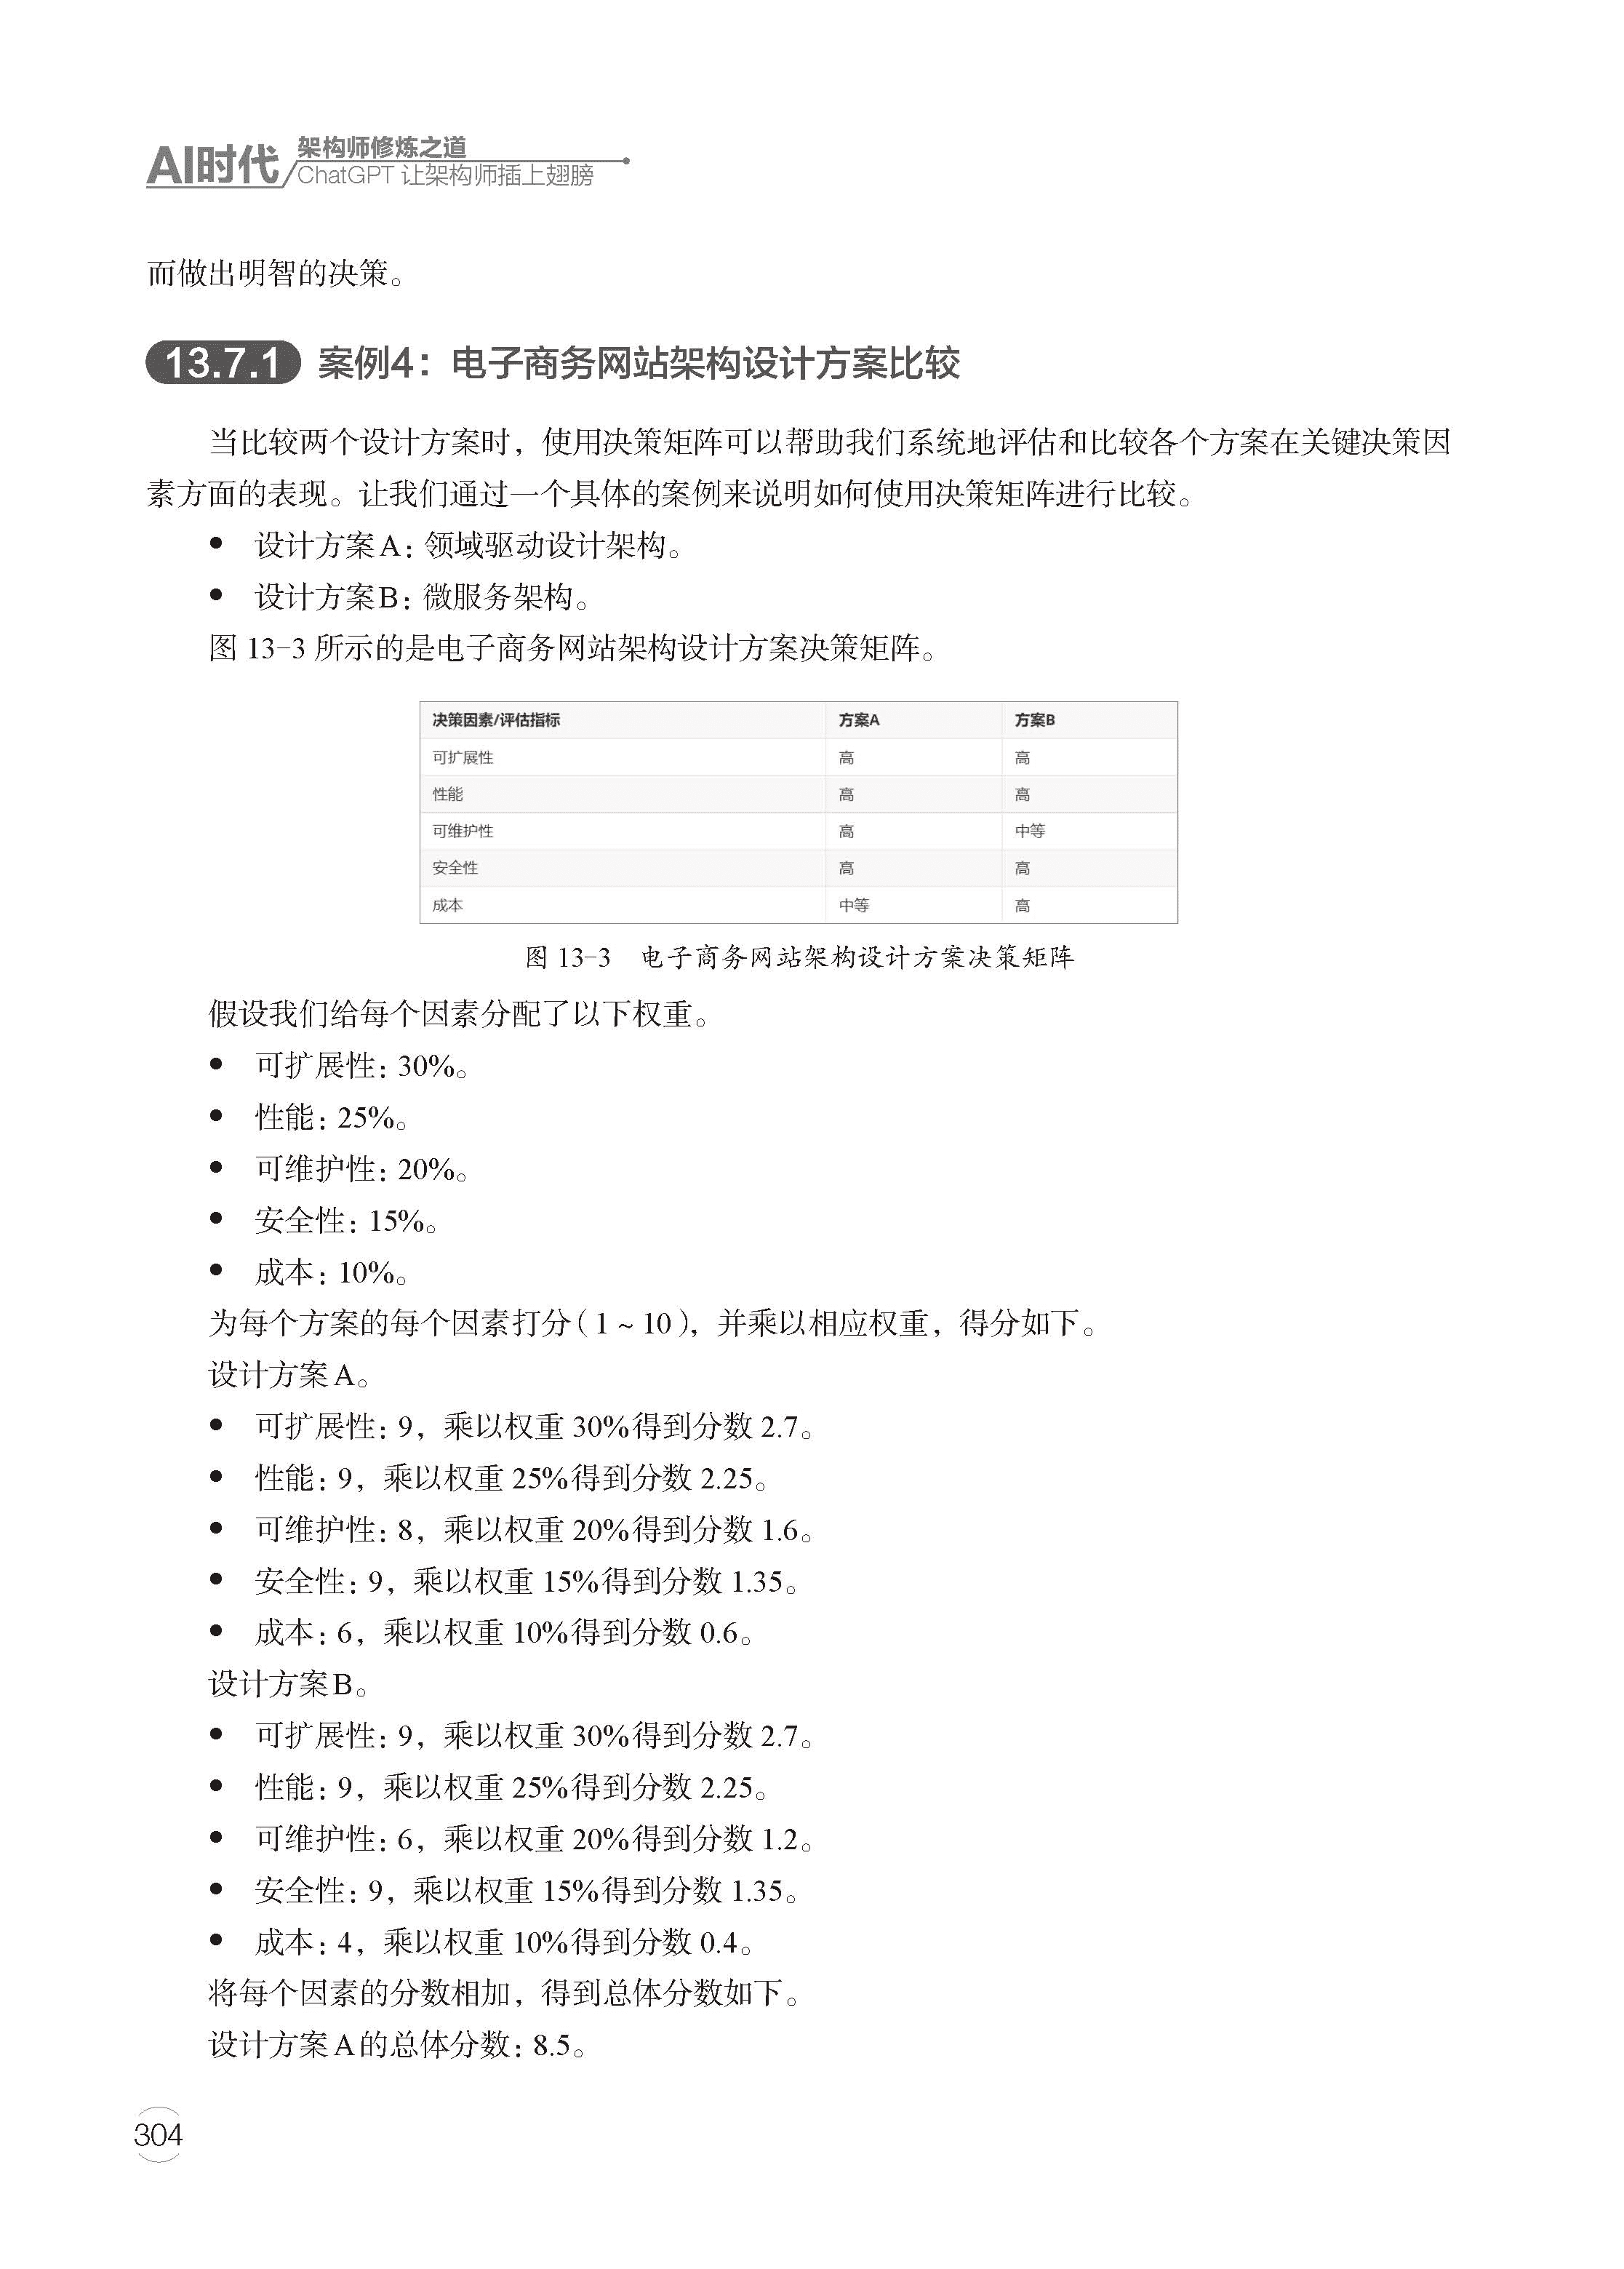 AI时代
架构师修炼之道
ChatGPT 让架构师插上翅膀
而做出明智的决策。
13.7.1 案例4：电子商务网站架构设计方案比较
当比较两个设计方案时，使用决策矩阵可以帮助我们系统地评估和比较各个方案在关键决策因
素方面的表现。让我们通过一个具体的案例来说明如何使用决策矩阵进行比较。
● 设计方案A：领域驱动设计架构。
● 设计方案B：微服务架构。
图 13-3 所示的是电子商务网站架构设计方案决策矩阵。
决策因素/评估指标 方案A 方案B
可扩展性 高 高
性能 高 高
可维护性 高 中等
安全性 高 高
成本 中等 高
图 13-3 电子商务网站架构设计方案决策矩阵
假设我们给每个因素分配了以下权重。
● 可扩展性：30%。
● 性能：25%。
● 可维护性：20%。
● 安全性：15%。
● 成本：10%。
为每个方案的每个因素打分（1 ~ 10），并乘以相应权重，得分如下。
设计方案A。
● 可扩展性：9，乘以权重 30%得到分数 2.7。
● 性能：9，乘以权重 25%得到分数 2.25。
● 可维护性：8，乘以权重 20%得到分数 1.6。
● 安全性：9，乘以权重 15%得到分数 1.35。
● 成本：6，乘以权重 10%得到分数 0.6。
设计方案B。
● 可扩展性：9，乘以权重 30%得到分数 2.7。
● 性能：9，乘以权重 25%得到分数 2.25。
● 可维护性：6，乘以权重 20%得到分数 1.2。
● 安全性：9，乘以权重 15%得到分数 1.35。
● 成本：4，乘以权重 10%得到分数 0.4。
将每个因素的分数相加，得到总体分数如下。
设计方案A的总体分数：8.5。
304